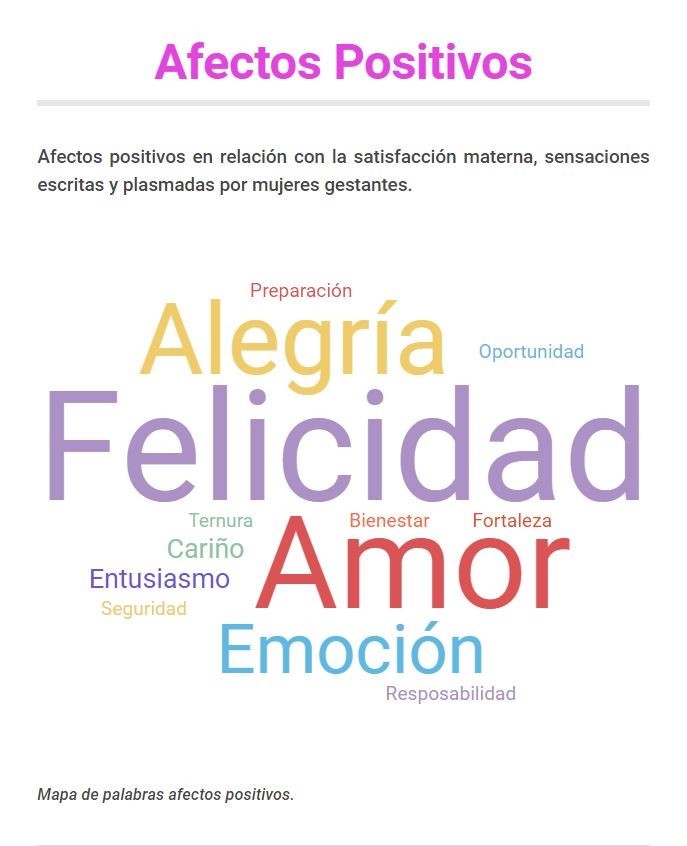 Afectos Positivos
Afectos positivos en relación con la satisfacción materna, sensaciones
escritas y plasmadas por mujeres gestantes.
Preparación
Alegría
Oportunidad
Felicidad
Ternura
Bienestar
Fortaleza
Cariño
Amor
Entusiasmo
Seguridad
Emoción
Resposabilidad
Mapa de palabras afectos positivos.